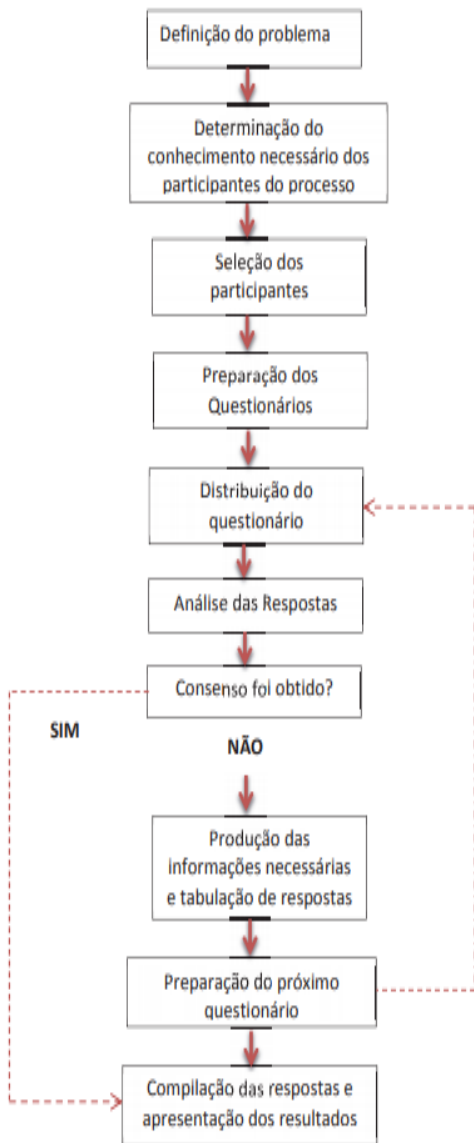 Definição do problema
Determinação do
conhecimento necessário dos
participantes do processo
Seleção dos
participantes
Preparação dos
Questionários
Distribuição do
questionário
Análise das Respostas
Consenso foi obtido?
SIM
NÃO
Produção das
informações necessárias
e tabulação de respostas
Preparação do próximo
questionário
Compilação das respostas e
apresentação dos resultados